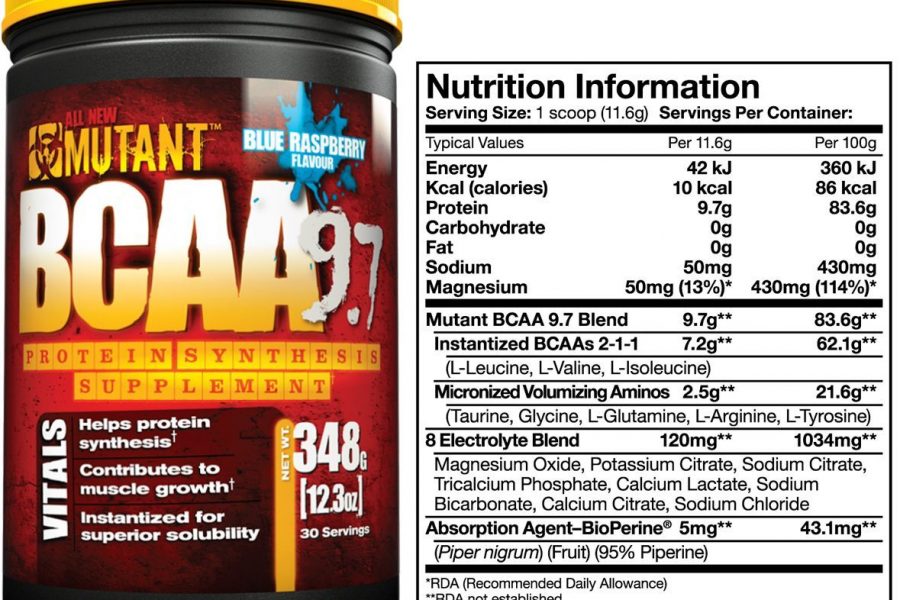 ALL NEW
MUTANT™
BLUE RASPBERRY
FLAVOUR
BCAA 9.7
PROTEIN SYNTHESIS
SUPPLEMENT
VITALS
Helps protein
synthesis†
Contributes to
muscle growth†
Instantized for
superior solubility
NET WT.
348G
[12.3oz]
30 Servings
Nutrition Information
Serving Size: 1 scoop (11.6g) Servings Per Container:
Typical Values Per 11.6g Per 100g
Energy 42 kJ 360 kJ
Kcal (calories) 10 kcal 86 kcal
Protein 9.7g 83.6g
Carbohydrate 0g 0g
Fat 0g 0g
Sodium 50mg 430mg
Magnesium 50mg (13%)* 430mg (114%)*
Mutant BCAA 9.7 Blend 9.7g** 83.6g**
Instantized BCAAs 2-1-1 7.2g** 62.1g**
(L-Leucine, L-Valine, L-Isoleucine)
Micronized Volumizing Aminos 2.5g** 21.6g**
(Taurine, Glycine, L-Glutamine, L-Arginine, L-Tyrosine)
8 Electrolyte Blend 120mg** 1034mg**
Magnesium Oxide, Potassium Citrate, Sodium Citrate,
Tricalcium Phosphate, Calcium Lactate, Sodium
Bicarbonate, Calcium Citrate, Sodium Chloride
Absorption Agent–BioPerine® 5mg** 43.1mg**
(Piper nigrum) (Fruit) (95% Piperine)
*RDA (Recommended Daily Allowance)
**RDA not established